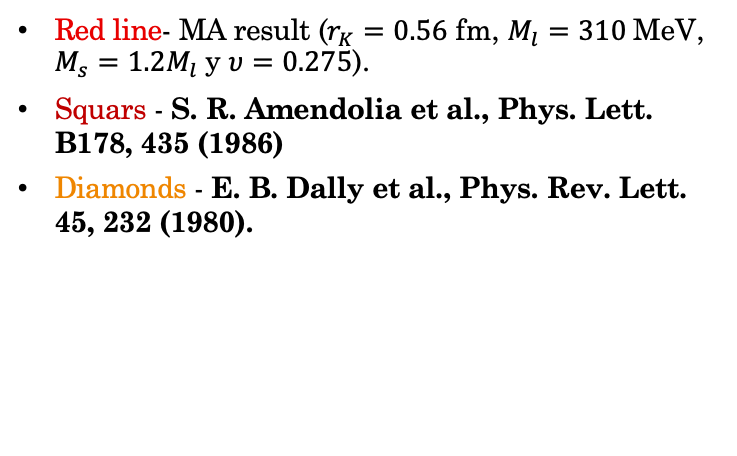 • Red line- MA result (r_K = 0.56 fm, M_l = 310 MeV,
M_s = 1.2M_l y υ = 0.275).
• Squars - S. R. Amendolia et al., Phys. Lett.
B178, 435 (1986)
• Diamonds - E. B. Dally et al., Phys. Rev. Lett.
45, 232 (1980).